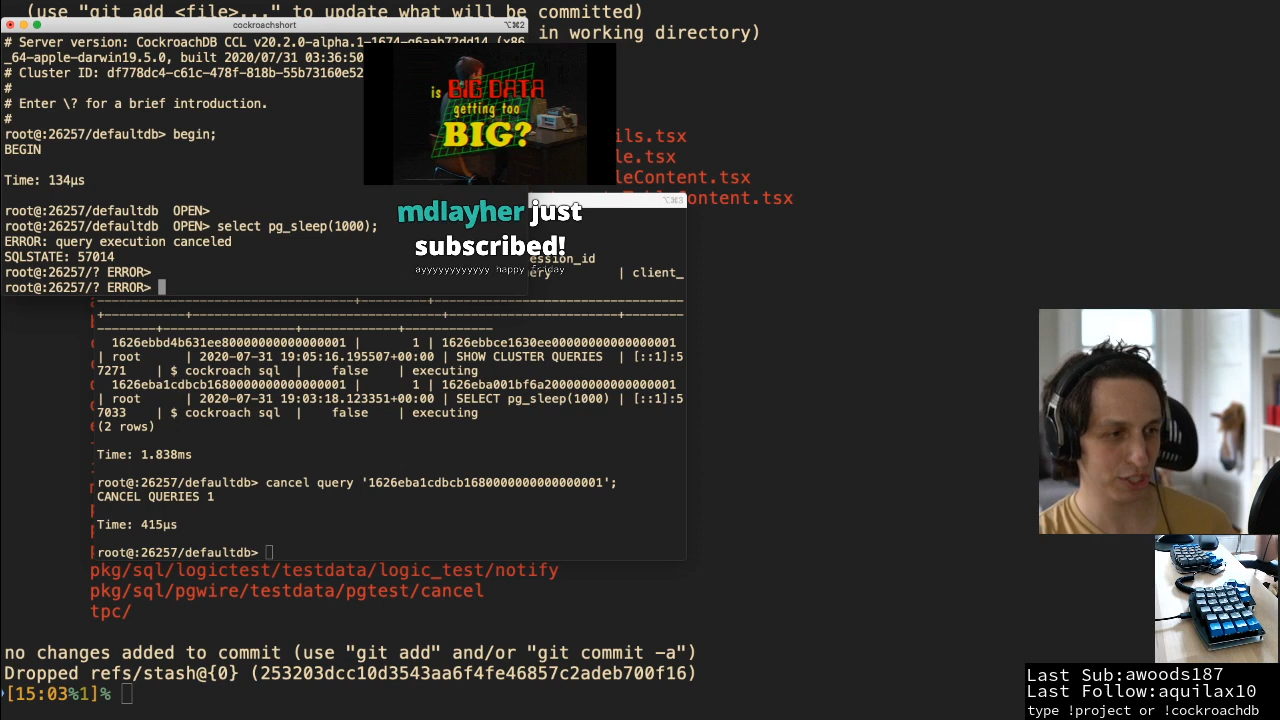 (use "git add <file>..." to update what will be committed)
in working directory)
cockroachshort
⌥⌘2
# Server version: CockroachDB CCL v20.2.0-alpha.1-1674-g6aab72dd14 (x86
_64-apple-darwin19.5.0, built 2020/07/31 03:36:50
# Cluster ID: df778dc4-c61c-478f-818b-55b73160e52
#
# Enter \? for a brief introduction.
#
root@:26257/defaultdb> begin;
BEGIN
Time: 134µs
root@:26257/defaultdb  OPEN>
root@:26257/defaultdb  OPEN> select pg_sleep(1000);
ERROR: query execution canceled
SQLSTATE: 57014
root@:26257/? ERROR>
root@:26257/? ERROR>
is BIG DATA
getting too
BIG?
mdlayher just
subscribed!
ayyyyyyyyyyyy happy friday
ils.tsx
le.tsx
leContent.tsx
Content.tsx
⌥⌘3
ession_id
ery | client_
1626ebbd4b631ee80000000000000001 | 1 | 1626ebbce1630ee00000000000000001
| root | 2020-07-31 19:05:16.195507+00:00 | SHOW CLUSTER QUERIES | [::1]:5
7271 | $ cockroach sql | false | executing
1626eba1cdbcb1680000000000000001 | 1 | 1626eba001bf6a200000000000000001
| root | 2020-07-31 19:03:18.123351+00:00 | SELECT pg_sleep(1000) | [::1]:5
7033 | $ cockroach sql | false | executing
(2 rows)
Time: 1.838ms
root@:26257/defaultdb> cancel query '1626eba1cdbcb1680000000000000001';
CANCEL QUERIES 1
Time: 415µs
root@:26257/defaultdb>
pkg/sql/logictest/testdata/logic_test/notify
pkg/sql/pgwire/testdata/pgtest/cancel
tpc/
no changes added to commit (use "git add" and/or "git commit -a")
Dropped refs/stash@{0} (253203dcc10d3543aa6f4fe46857c2adeb700f16)
[15:03%1]%
Last Sub:awoods187
Last Follow:aquilax10
type !project or !cockroachdb